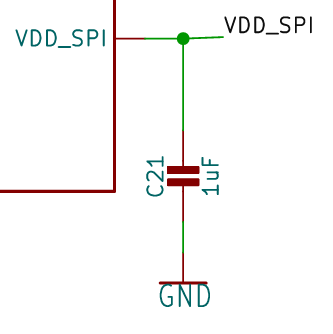 VDD_SPI
VDD_SPI
C21
1uF
GND